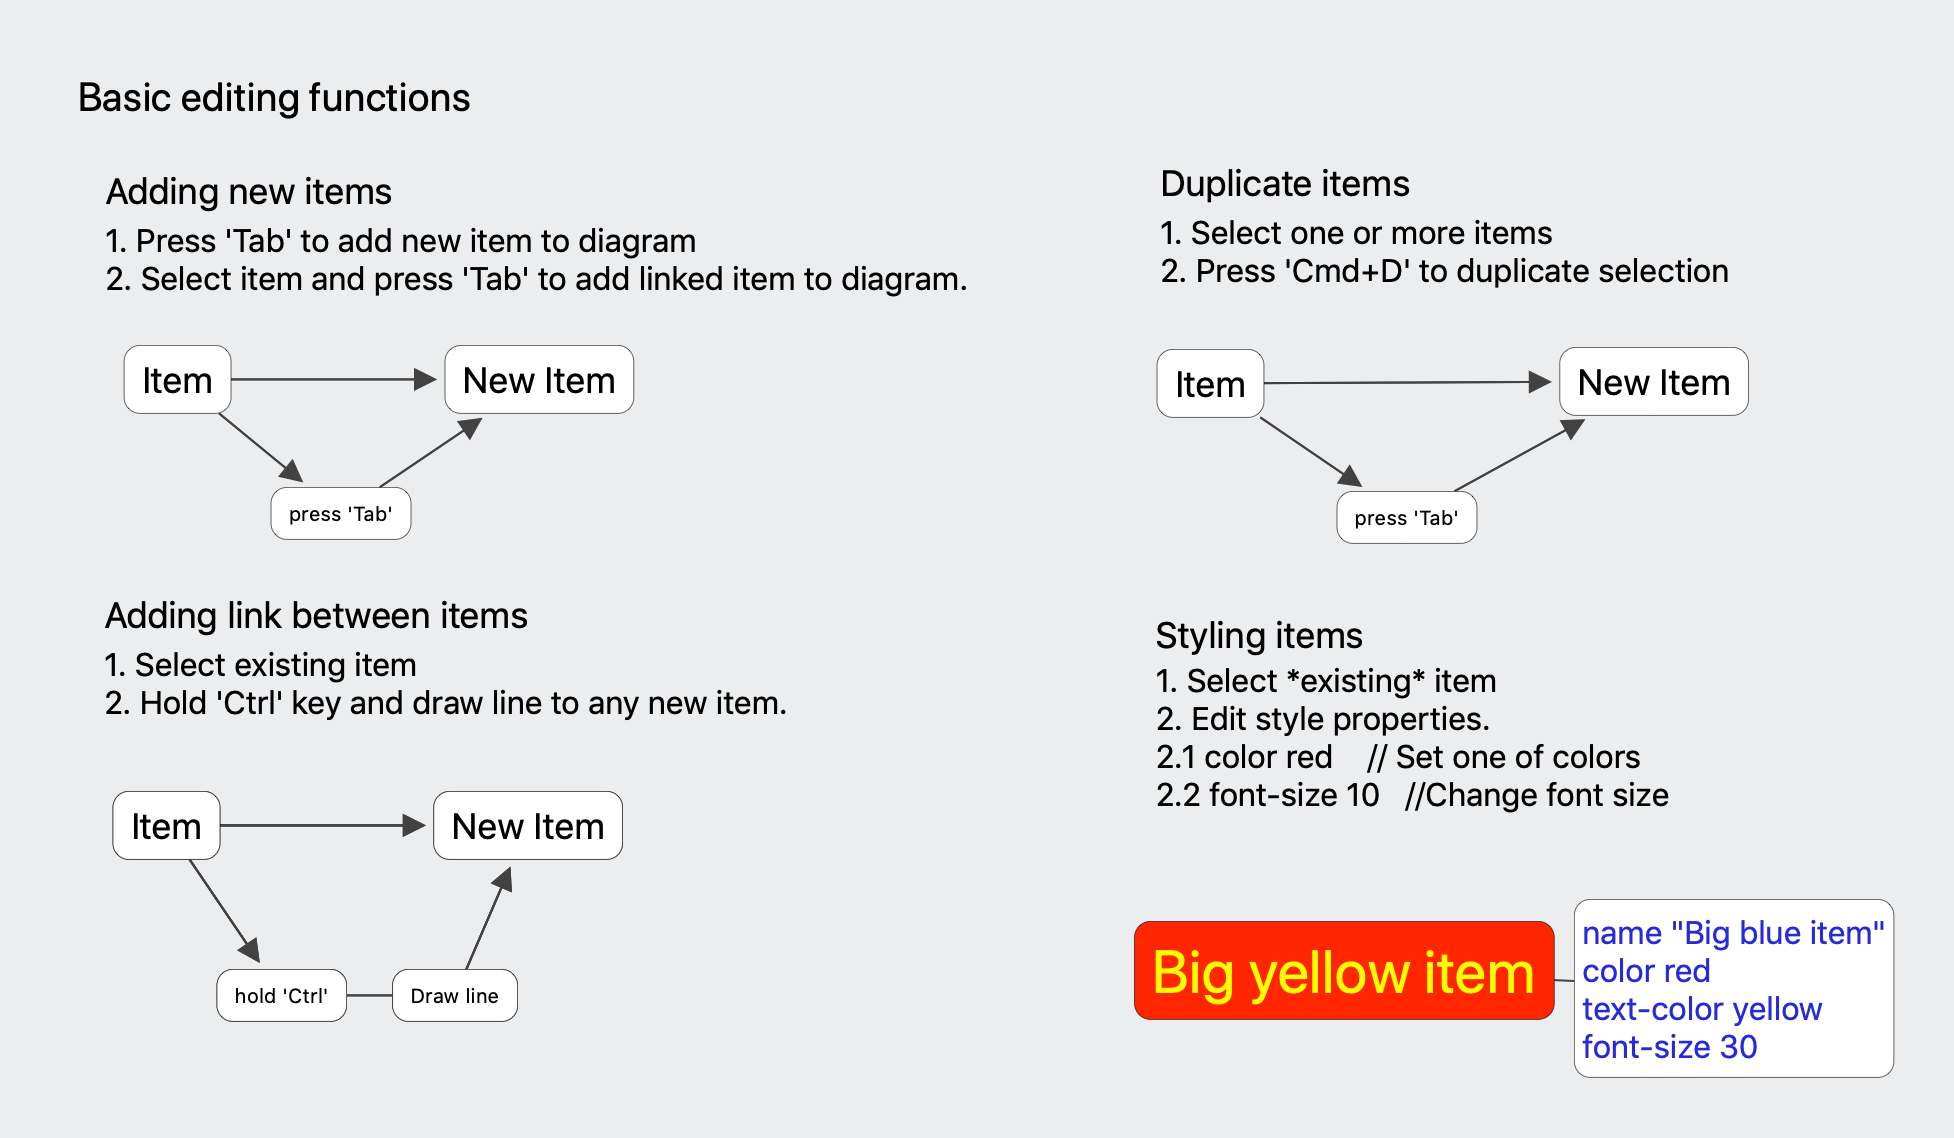 Basic editing functions
Adding new items
1. Press 'Tab' to add new item to diagram
2. Select item and press 'Tab' to add linked item to diagram.
Item
New Item
press 'Tab'
Adding link between items
1. Select existing item
2. Hold 'Ctrl' key and draw line to any new item.
Item
New Item
hold 'Ctrl'
Draw line
Duplicate items
1. Select one or more items
2. Press 'Cmd+D' to duplicate selection
Item
New Item
press 'Tab'
Styling items
1. Select *existing* item
2. Edit style properties.
2.1 color red    // Set one of colors
2.2 font-size 10   //Change font size
Big yellow item
name "Big blue item"
color red
text-color yellow
font-size 30